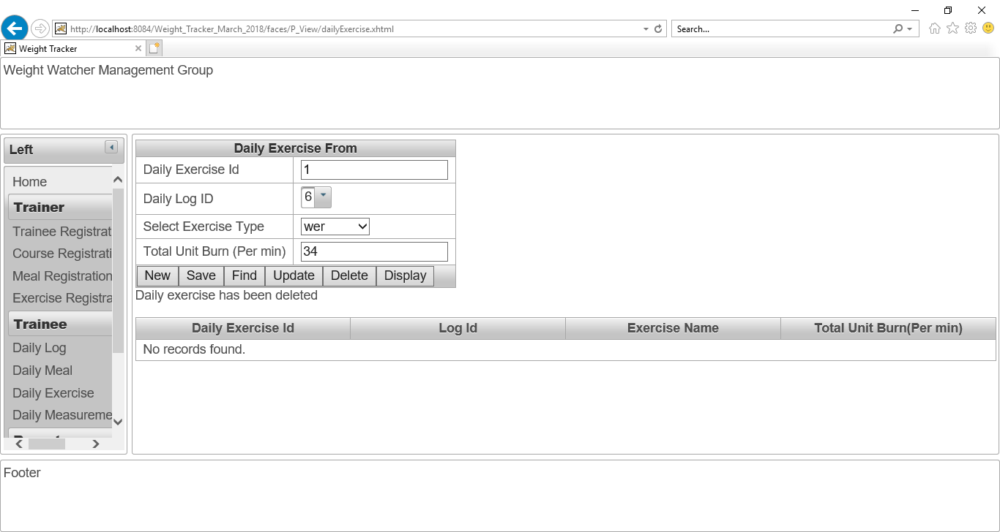 http://localhost:8084/Weight_Tracker_March_2018/faces/P_View/dailyExercise.xhtml
Search...
Weight Tracker
Weight Watcher Management Group
Left
Home
Trainer
Trainee Registrat
Course Registrati
Meal Registration
Exercise Registra
Trainee
Daily Log
Daily Meal
Daily Exercise
Daily Measureme
Daily Exercise From
Daily Exercise Id 1
Daily Log ID 6
Select Exercise Type wer
Total Unit Burn (Per min) 34
New Save Find Update Delete Display
Daily exercise has been deleted
Daily Exercise Id Log Id Exercise Name Total Unit Burn(Per min)
No records found.
Footer